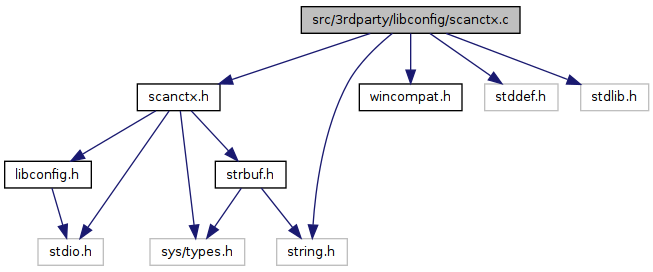 src/3rdparty/libconfig/scanctx.c
scanctx.h
wincompat.h
stddef.h
stdlib.h
libconfig.h
strbuf.h
stdio.h
sys/types.h
string.h